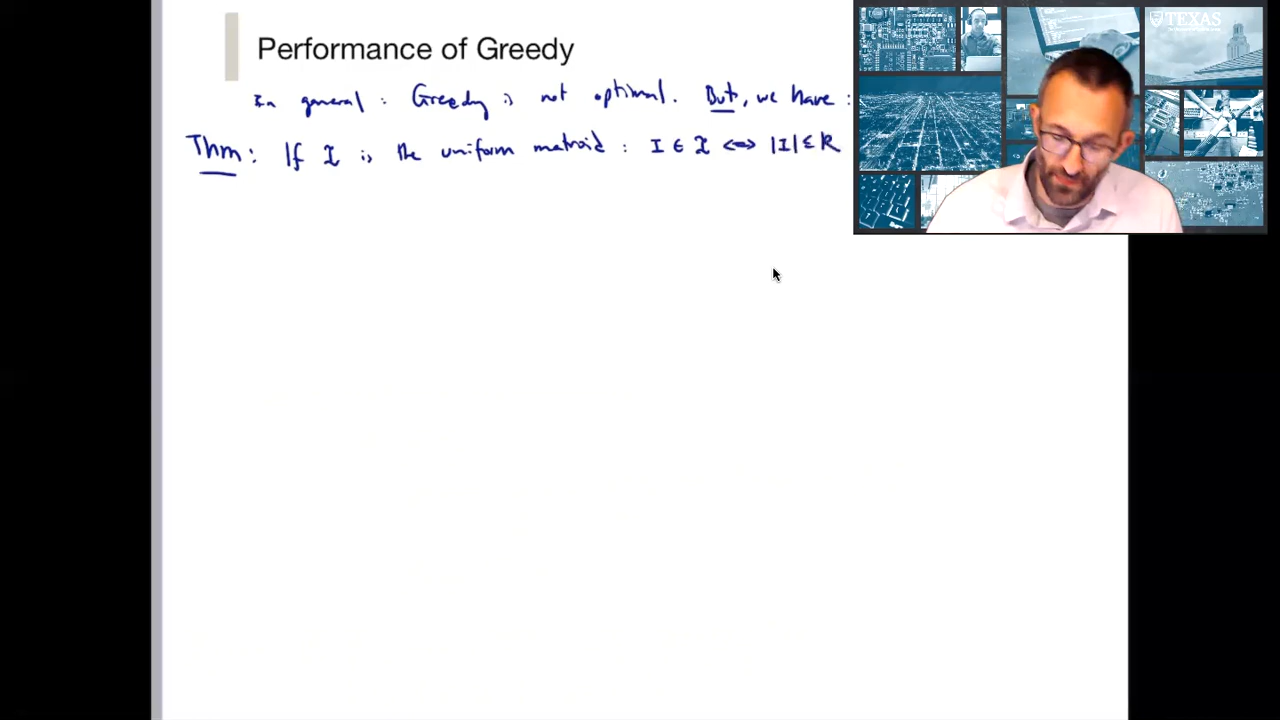 TEXAS
Performance of Greedy
In general : Greedy is not optimal. But, we have :
Thm: If I is the uniform matroid : I ∈ I ⟺ |I| ≤ k